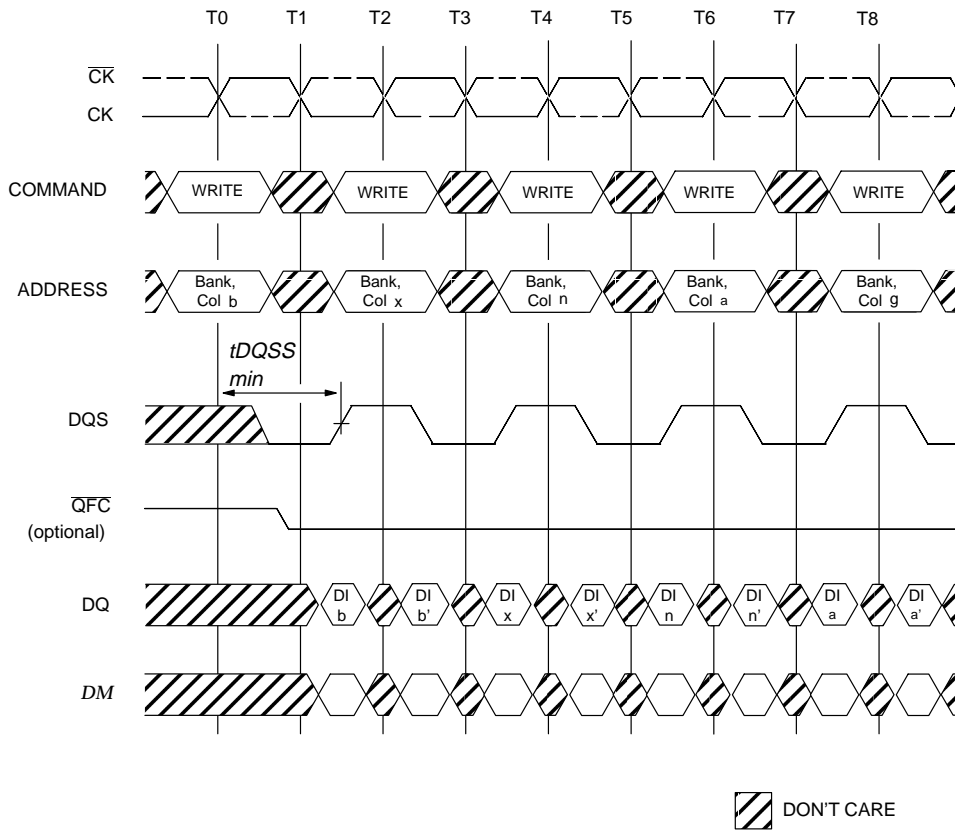 T0 T1 T2 T3 T4 T5 T6 T7 T8
CK
CK
COMMAND WRITE WRITE WRITE WRITE WRITE
ADDRESS Bank, Col b Bank, Col x Bank, Col n Bank, Col a Bank, Col g
tDQSS
min
DQS
QFC
(optional)
DQ DI b DI b' DI x DI x' DI n DI n' DI a DI a'
DM
DON'T CARE